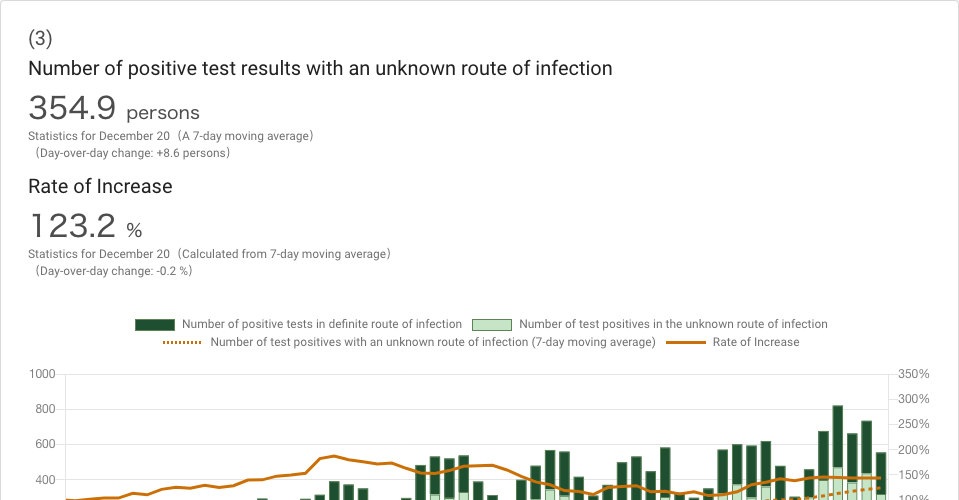 (3)
Number of positive test results with an unknown route of infection
354.9 persons
Statistics for December 20（A 7-day moving average）
（Day-over-day change: +8.6 persons）
Rate of Increase
123.2 %
Statistics for December 20（Calculated from 7-day moving average）
（Day-over-day change: -0.2 %）
Number of positive tests in definite route of infection Number of test positives in the unknown route of infection
Number of test positives with an unknown route of infection (7-day moving average) Rate of Increase
1000 350%
300%
800
250%
600 200%
150%
400
100%